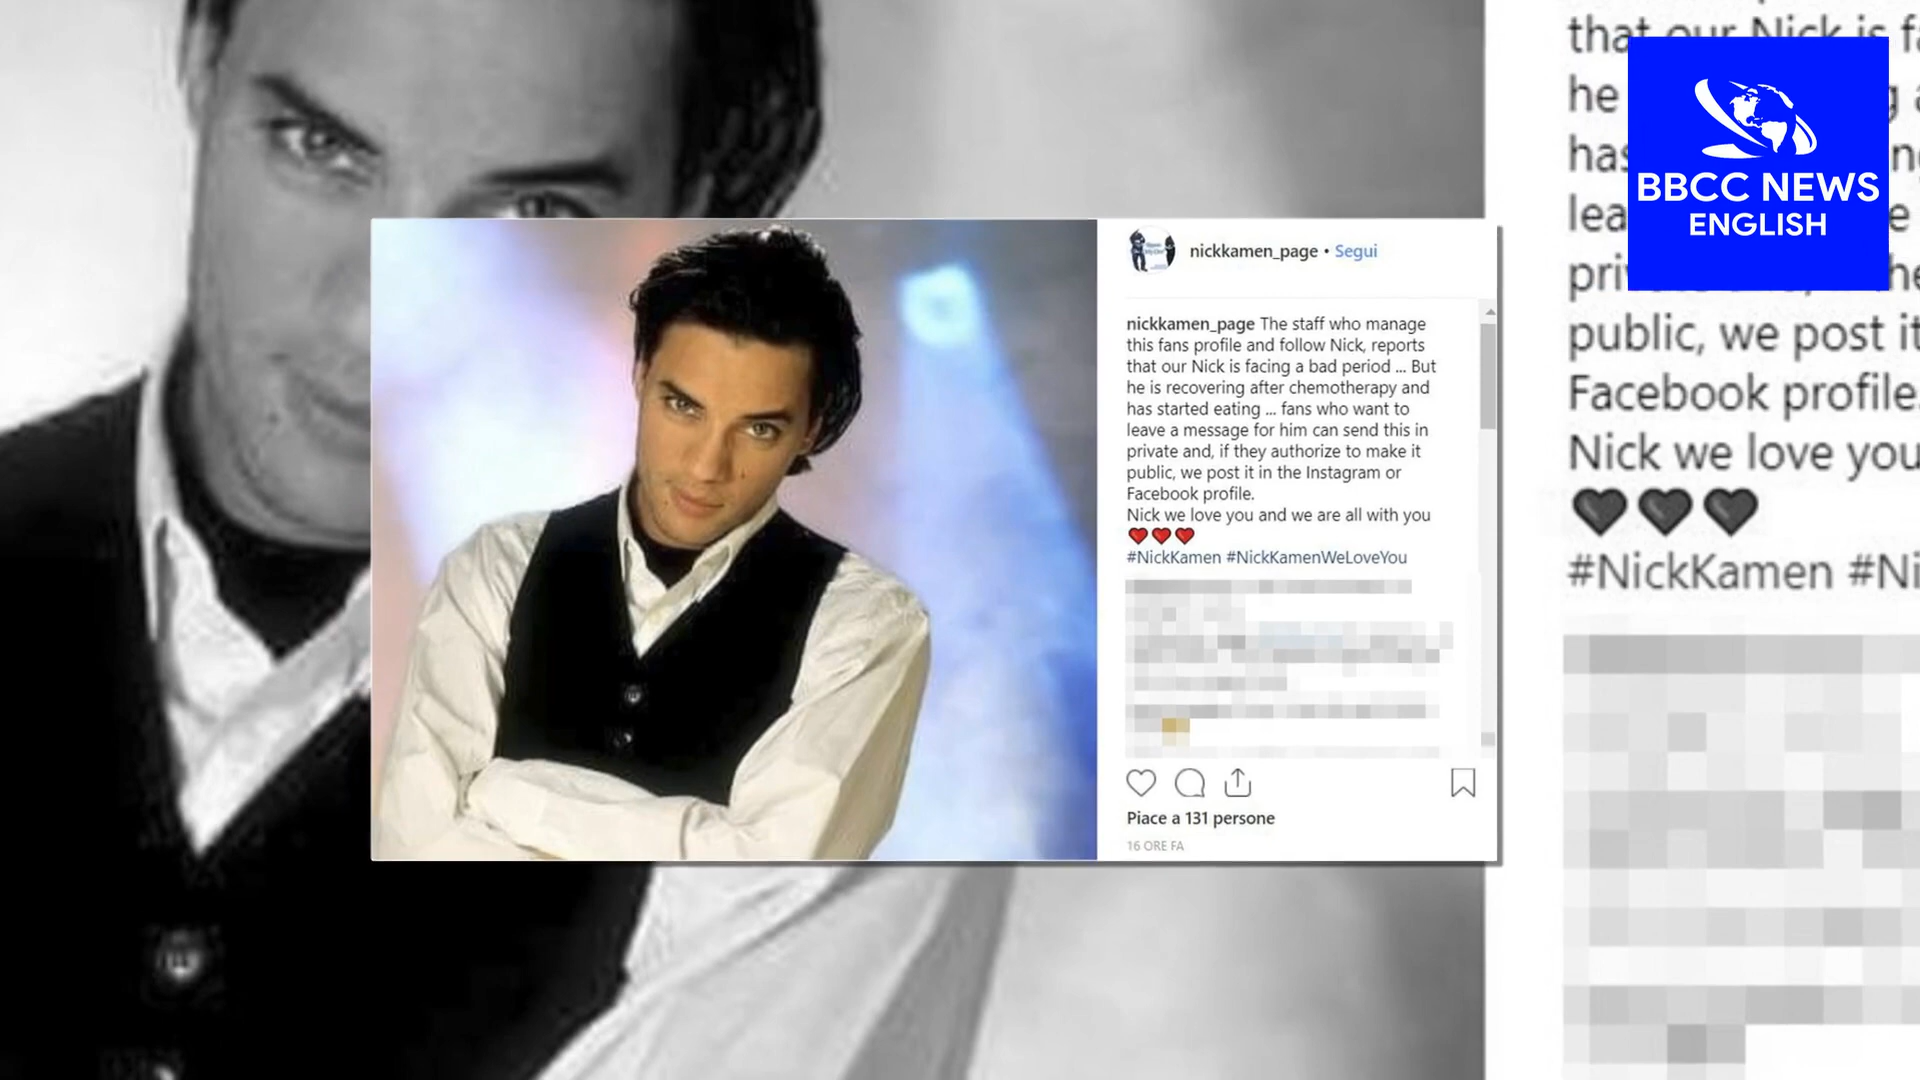 nickkamen_page • Segui
nickkamen_page The staff who manage
this fans profile and follow Nick, reports
that our Nick is facing a bad period ... But
he is recovering after chemotherapy and
has started eating ... fans who want to
leave a message for him can send this in
private and, if they authorize to make it
public, we post it in the Instagram or
Facebook profile.
Nick we love you and we are all with you
❤️❤️❤️
#NickKamen #NickKamenWeLoveYou
Piace a 131 persone
16 ORE FA
that our Nick is
he
has
public, we post it
Facebook profile.
Nick we love you
🖤🖤🖤
#NickKamen
BBCC NEWS
ENGLISH